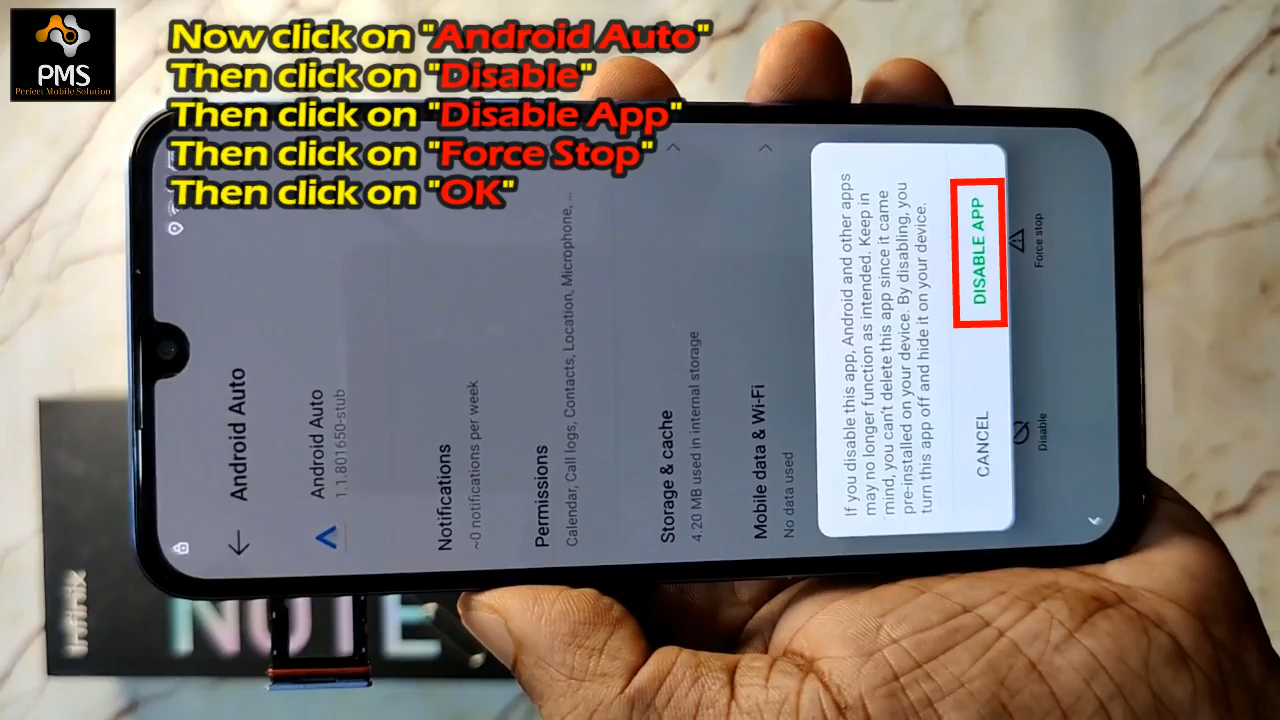 PMS
Perfect Mobile Solution
Now click on "Android Auto"
Then click on "Disable"
Then click on "Disable App"
Then click on "Force Stop"
Then click on "OK"
Android Auto
Android Auto
1.1.801650-stub
Notifications
~0 notifications per week
Permissions
Calendar, Call logs, Contacts, Location, Microphone, ...
Storage & cache
4.20 MB used in internal storage
Mobile data & Wi-Fi
No data used
If you disable this app, Android and other apps
may no longer function as intended. Keep in
mind, you can't delete this app since it came
pre-installed on your device. By disabling, you
turn this app off and hide it on your device.
CANCEL
DISABLE APP
Disable
Force stop
Infinix
NOTE